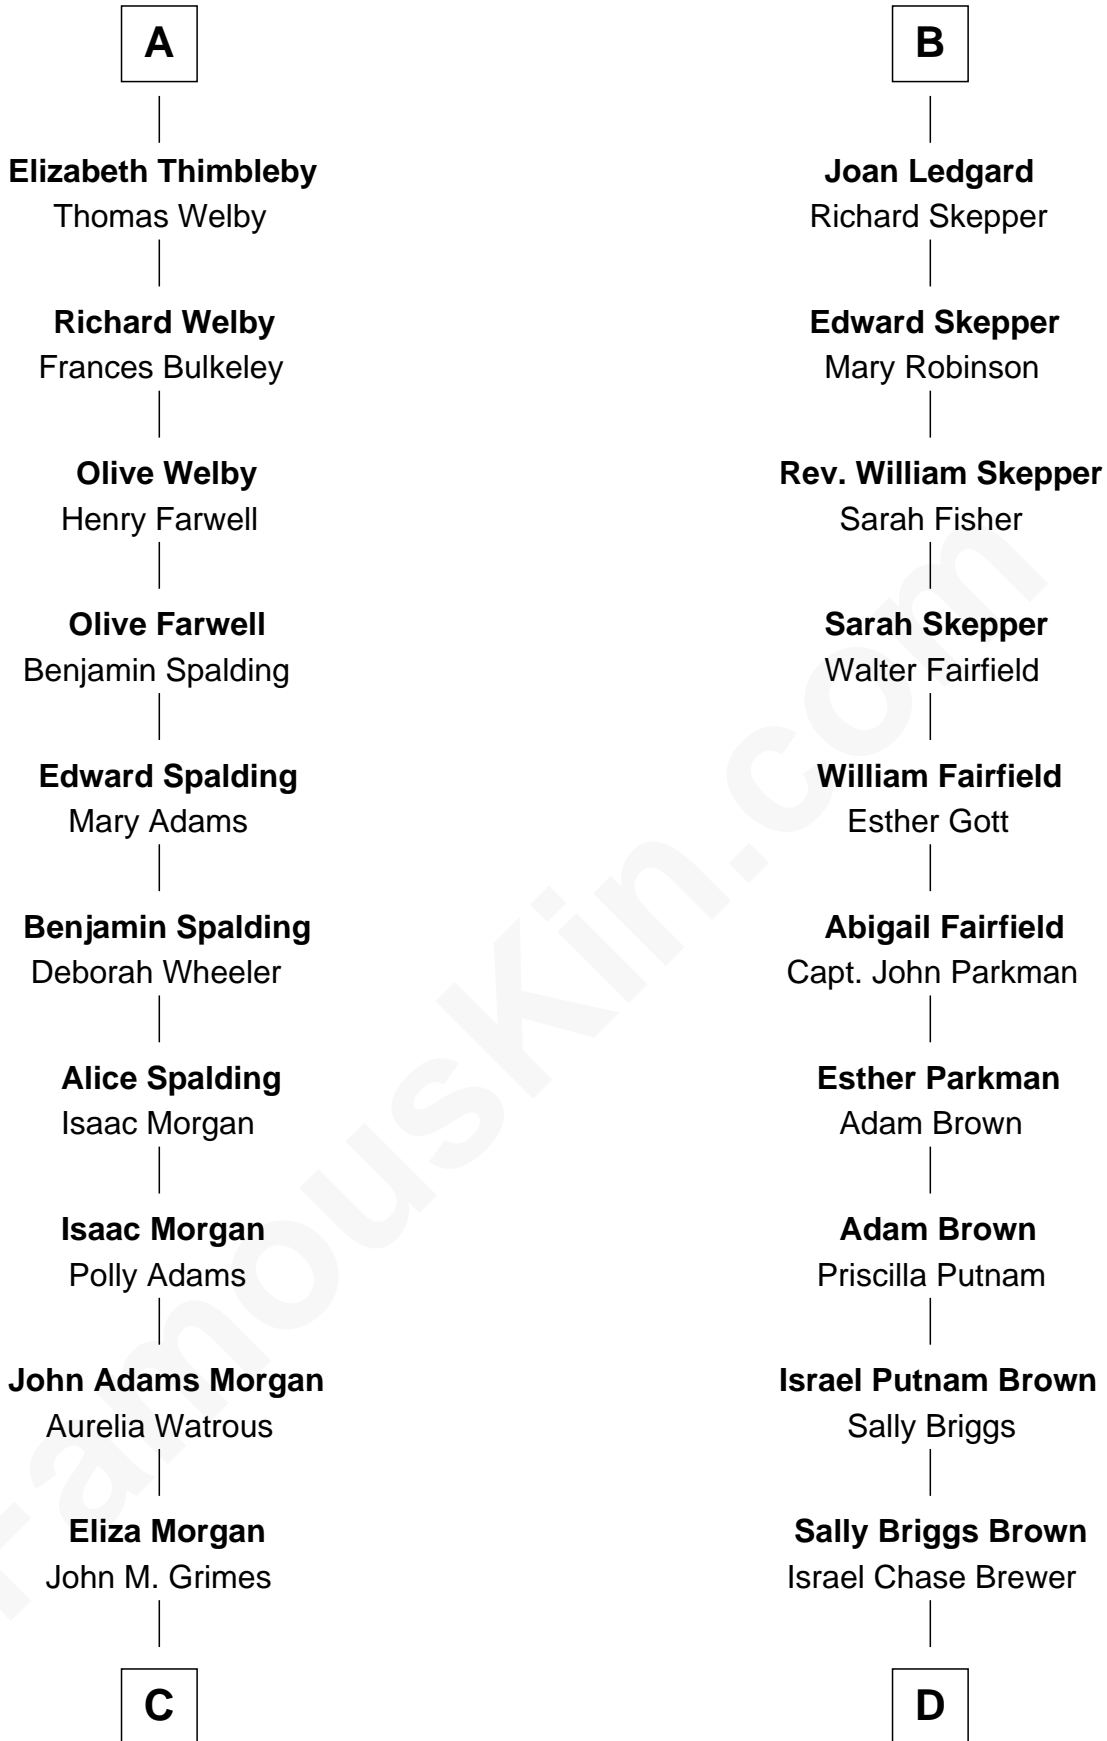 A
Elizabeth Thimbleby
Thomas Welby
Richard Welby
Frances Bulkeley
Olive Welby
Henry Farwell
Olive Farwell
Benjamin Spalding
Edward Spalding
Mary Adams
Benjamin Spalding
Deborah Wheeler
Alice Spalding
Isaac Morgan
Isaac Morgan
Polly Adams
John Adams Morgan
Aurelia Watrous
Eliza Morgan
John M. Grimes
C
B
Joan Ledgard
Richard Skepper
Edward Skepper
Mary Robinson
Rev. William Skepper
Sarah Fisher
Sarah Skepper
Walter Fairfield
William Fairfield
Esther Gott
Abigail Fairfield
Capt. John Parkman
Esther Parkman
Adam Brown
Adam Brown
Priscilla Putnam
Israel Putnam Brown
Sally Briggs
Sally Briggs Brown
Israel Chase Brewer
D
FamousKin.com